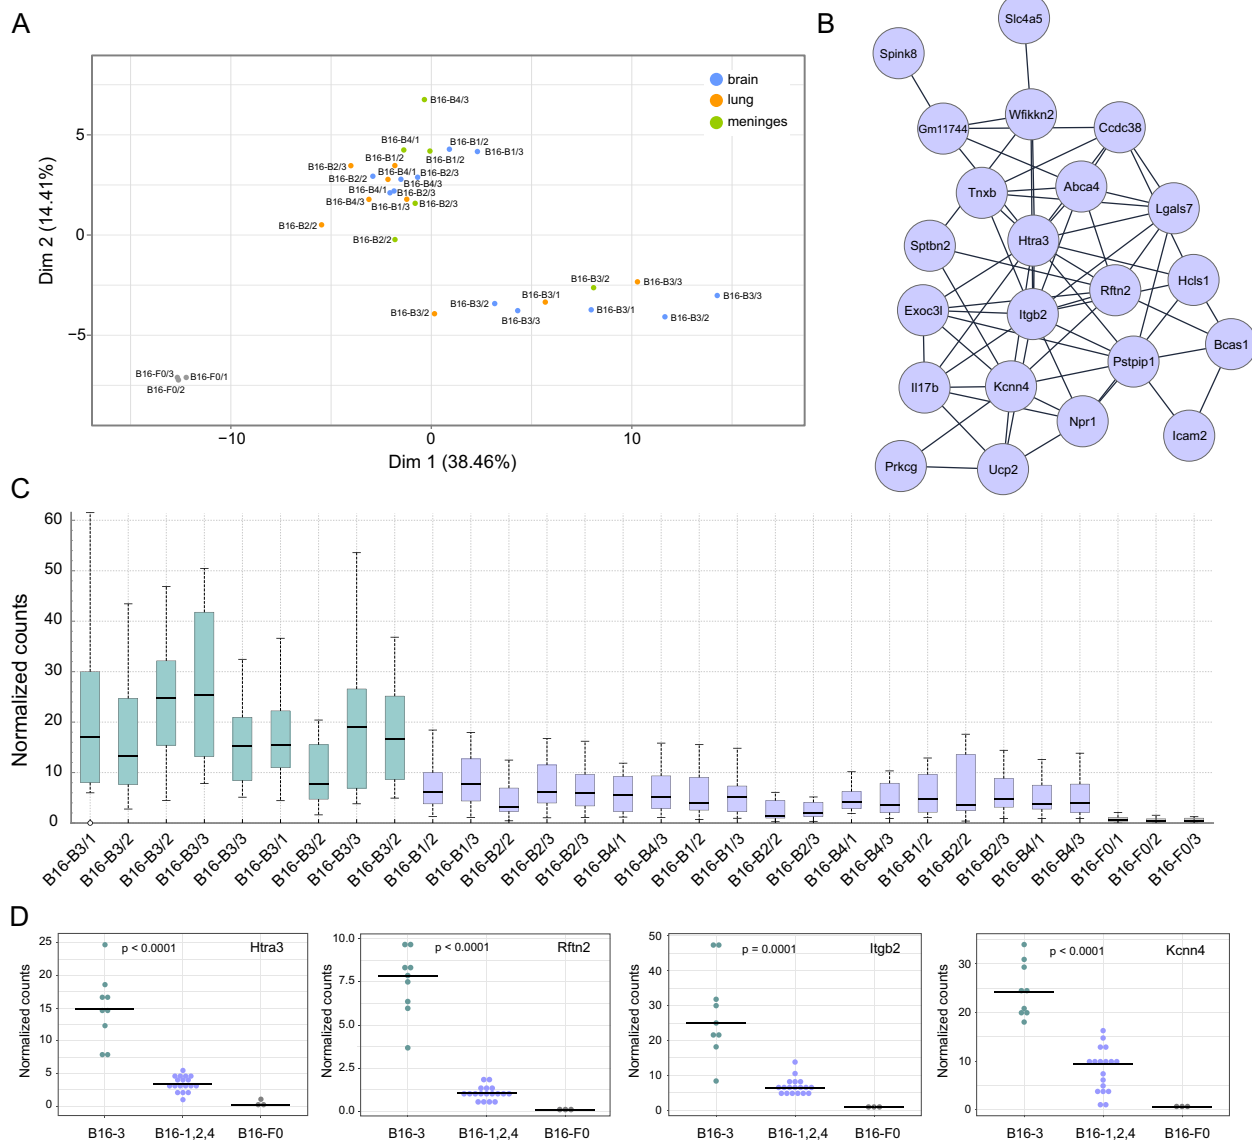 A
brain
lung
meninges
B16-B4/3
B16-B4/1
B16-B1/2
B16-B1/3
B16-B1/2
B16-B1/2
B16-B2/3
B16-B4/1
B16-B2/3
B16-B2/2
B16-B4/3
B16-B4/1
B16-B2/3
B16-B4/3
B16-B1/3
B16-B2/3
B16-B2/2
B16-B2/2
B16-B3/2
B16-B3/3
B16-B3/1
B16-B3/3
B16-B3/2
B16-B3/1
B16-B3/2
B16-B3/3
B16-B3/2
B16-F0/3
B16-F0/1
B16-F0/2
5
0
−5
−10
0
10
Dim 1 (38.46%)
Dim 2 (14.41%)
B
Slc4a5
Spink8
Wfikkn2
Gm11744
Ccdc38
Tnxb
Abca4
Lgals7
Sptbn2
Htra3
Hcls1
Rftn2
Exoc3l
Itgb2
Bcas1
Pstpip1
Il17b
Kcnn4
Npr1
Icam2
Prkcg
Ucp2
C
Normalized counts
60
50
40
30
20
10
0
B16-B3/1
B16-B3/2
B16-B3/2
B16-B3/3
B16-B3/3
B16-B3/1
B16-B3/2
B16-B3/3
B16-B3/2
B16-B1/2
B16-B1/3
B16-B2/2
B16-B2/3
B16-B2/3
B16-B4/1
B16-B4/3
B16-B1/2
B16-B1/3
B16-B2/2
B16-B2/3
B16-B4/1
B16-B4/3
B16-B1/2
B16-B2/2
B16-B2/3
B16-B4/1
B16-B4/3
B16-F0/1
B16-F0/2
B16-F0/3
D
Normalized counts
25
20
15
10
5
0
p < 0.0001
Htra3
B16-3
B16-1,2,4
B16-F0
Normalized counts
10.0
7.5
5.0
2.5
0.0
p < 0.0001
Rftn2
B16-3
B16-1,2,4
B16-F0
Normalized counts
50
40
30
20
10
0
p = 0.0001
Itgb2
B16-3
B16-1,2,4
B16-F0
Normalized counts
30
20
10
0
p < 0.0001
Kcnn4
B16-3
B16-1,2,4
B16-F0